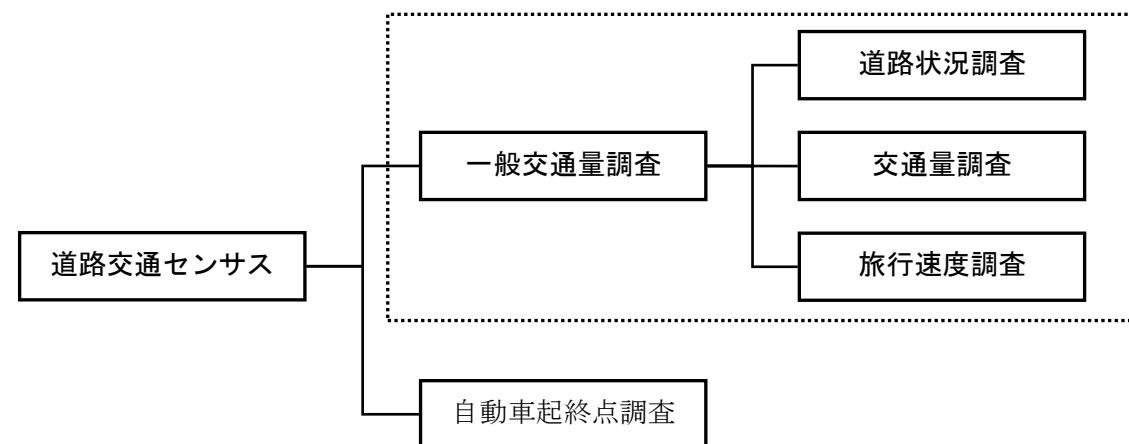 道路状況調査
一般交通量調査
交通量調査
道路交通センサス
旅行速度調査
自動車起終点調査